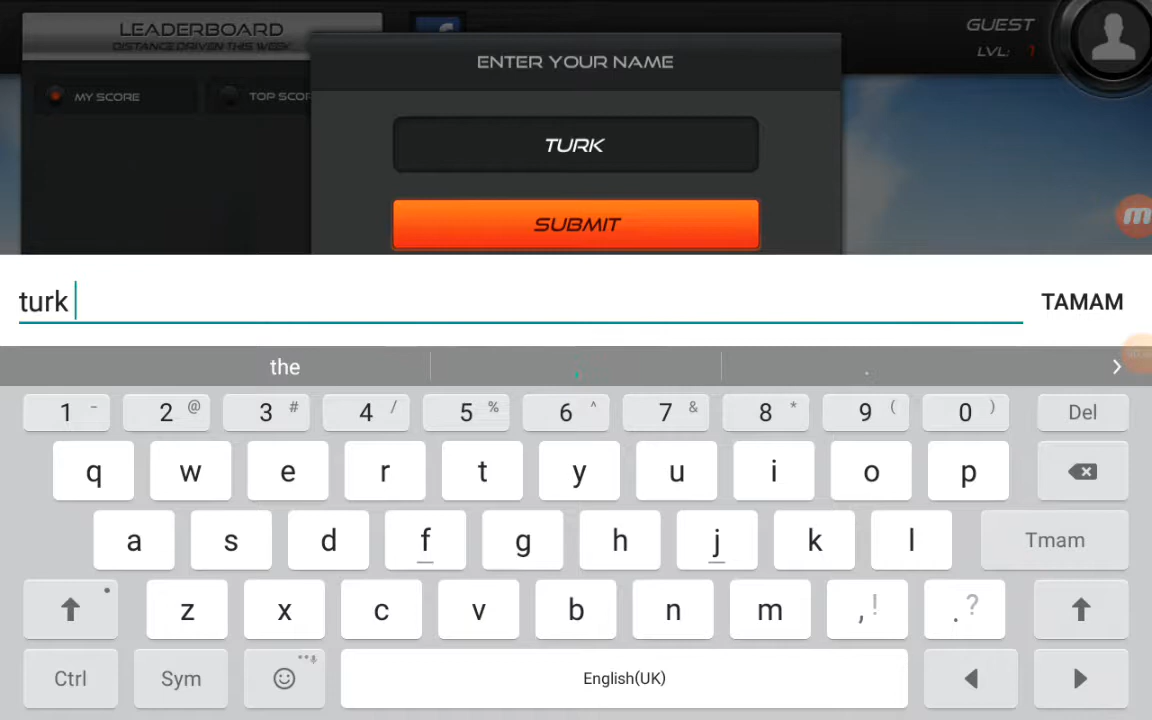 LEADERBOARD
DISTANCE DRIVEN THIS WEEK
GUEST
LVL: 1
MY SCORE
TOP SCOR
ENTER YOUR NAME
TURK
SUBMIT
turk
TAMAM
the , .
1 - 2 @ 3 # 4 / 5 % 6 ^ 7 & 8 * 9 ( 0 ) Del
q w e r t y u i o p
a s d f g h j k l Tmam
z x c v b n m , ! . ?
Ctrl Sym English(UK)